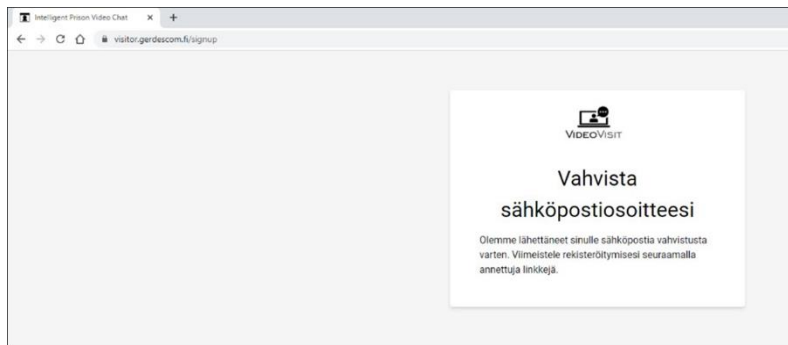 Intelligent Prison Video Chat
visitor.gerdescom.fi/signup
VIDEOVISIT
Vahvista
sähköpostiosoitteesi
Olemme lähettäneet sinulle sähköpostia vahvistusta
varten. Viimeistele rekisteröitymisesi seuraamalla
annettuja linkkejä.